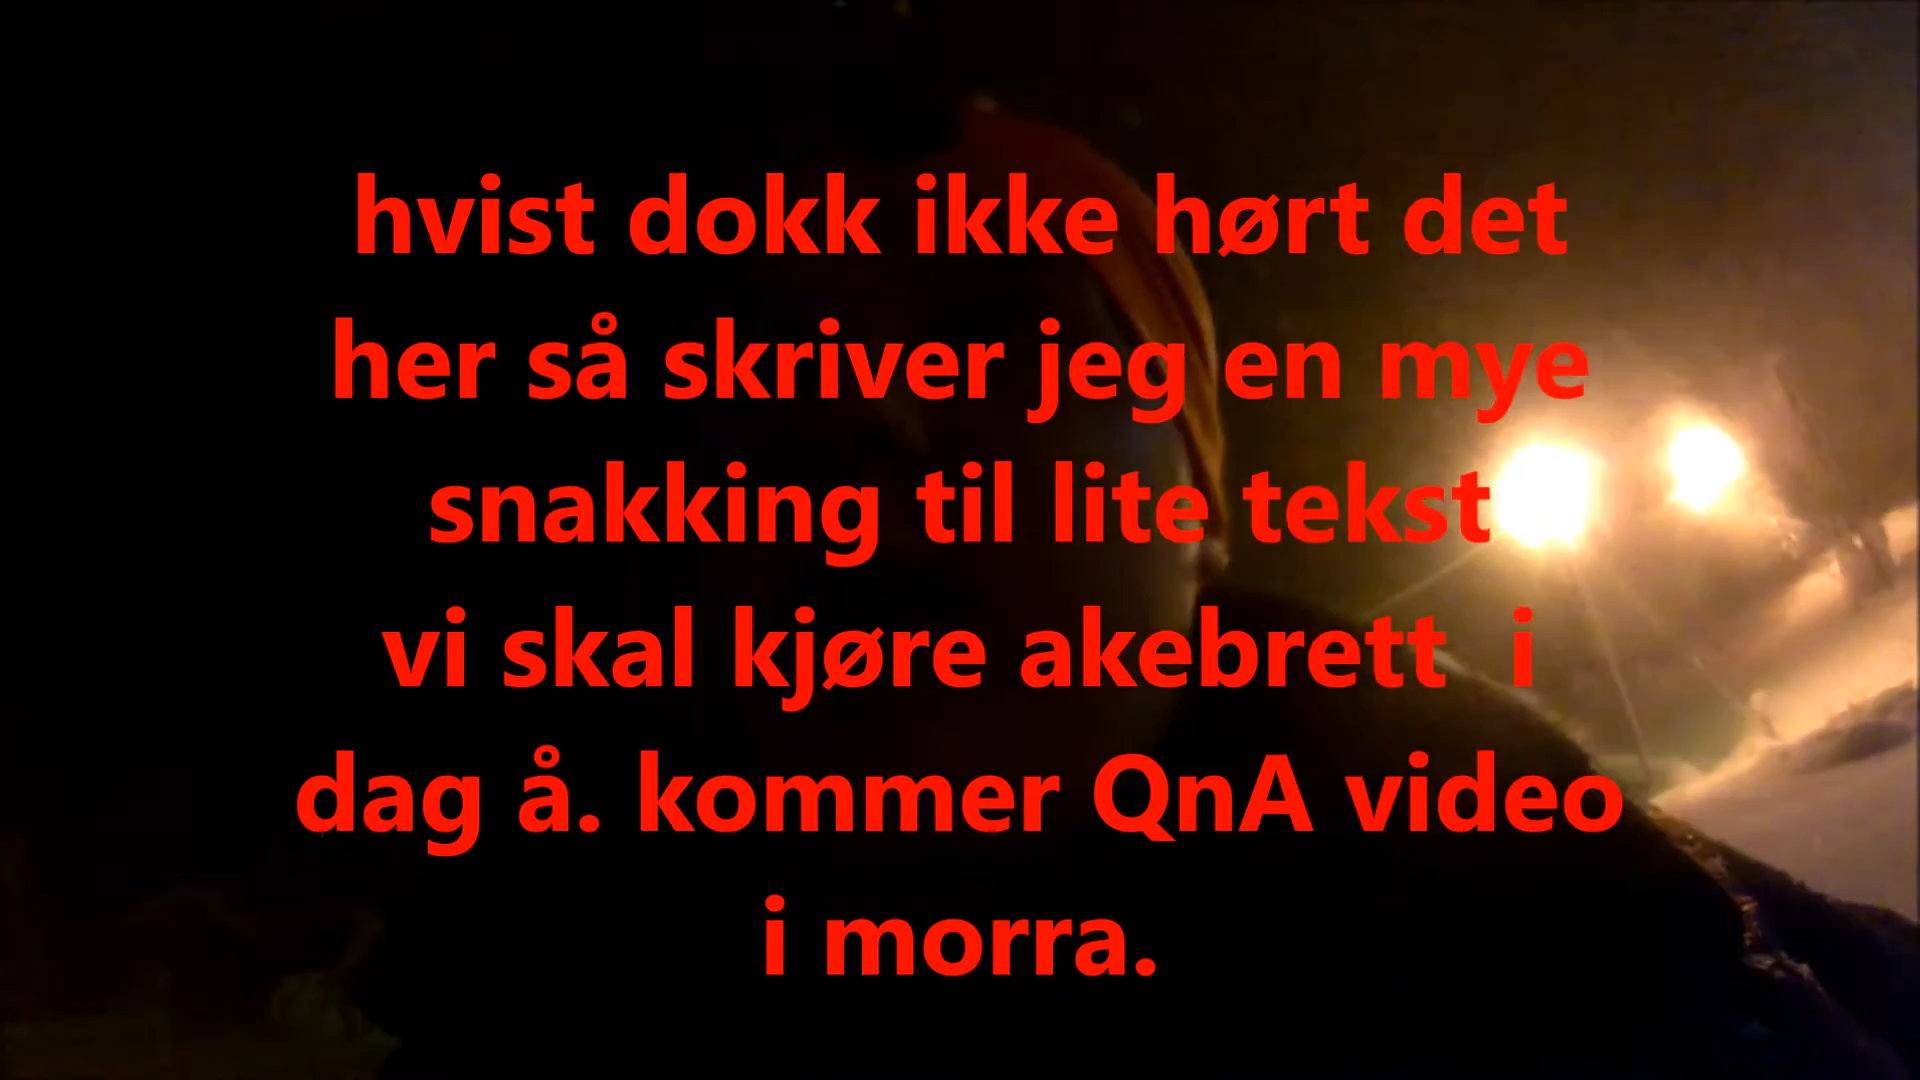 hvist dokk ikke hørt det
her så skriver jeg en mye
snakking til lite tekst
vi skal kjøre akebrett  i
dag å. kommer QnA video
i morra.